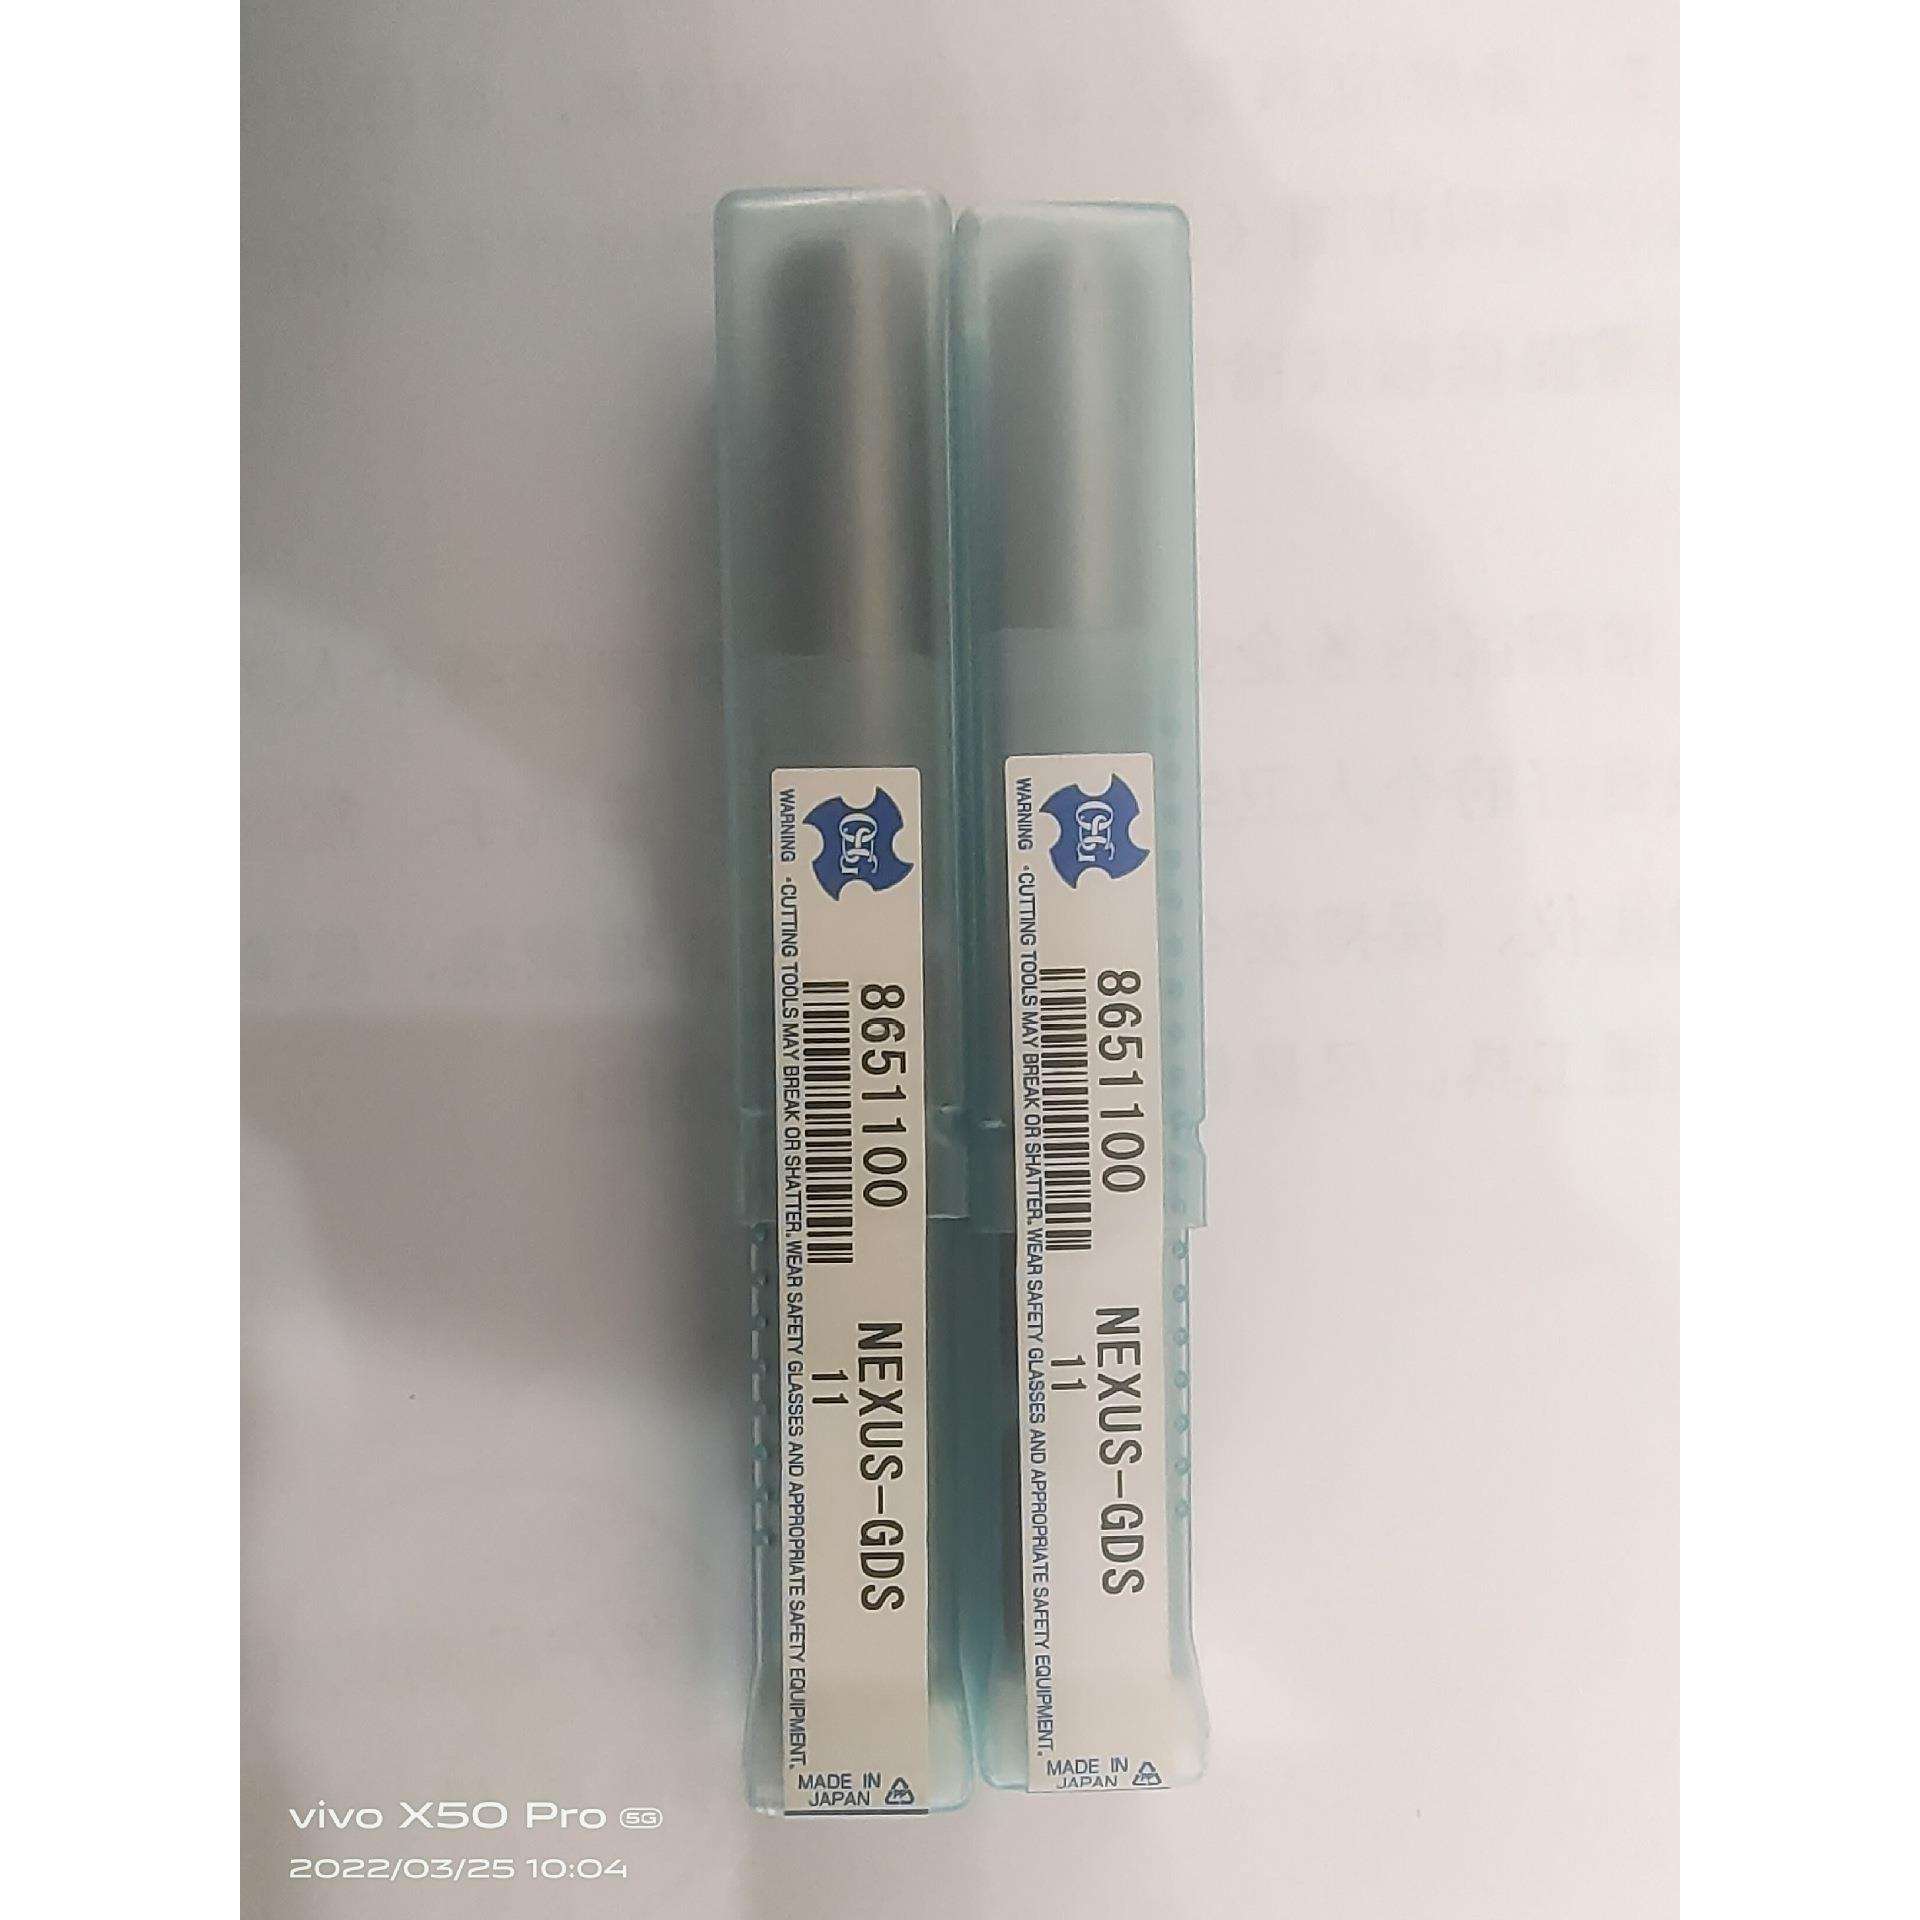 OSG
8651100 NEXUS-GDS
11
WARNING ・CUTTING TOOLS MAY BREAK OR SHATTER. WEAR SAFETY GLASSES AND APPROPRIATE SAFETY EQUIPMENT.
MADE IN
JAPAN
PP
OSG
8651100 NEXUS-GDS
11
WARNING ・CUTTING TOOLS MAY BREAK OR SHATTER. WEAR SAFETY GLASSES AND APPROPRIATE SAFETY EQUIPMENT.
MADE IN
JAPAN
vivo X50 Pro 5G
2022/03/25 10:04